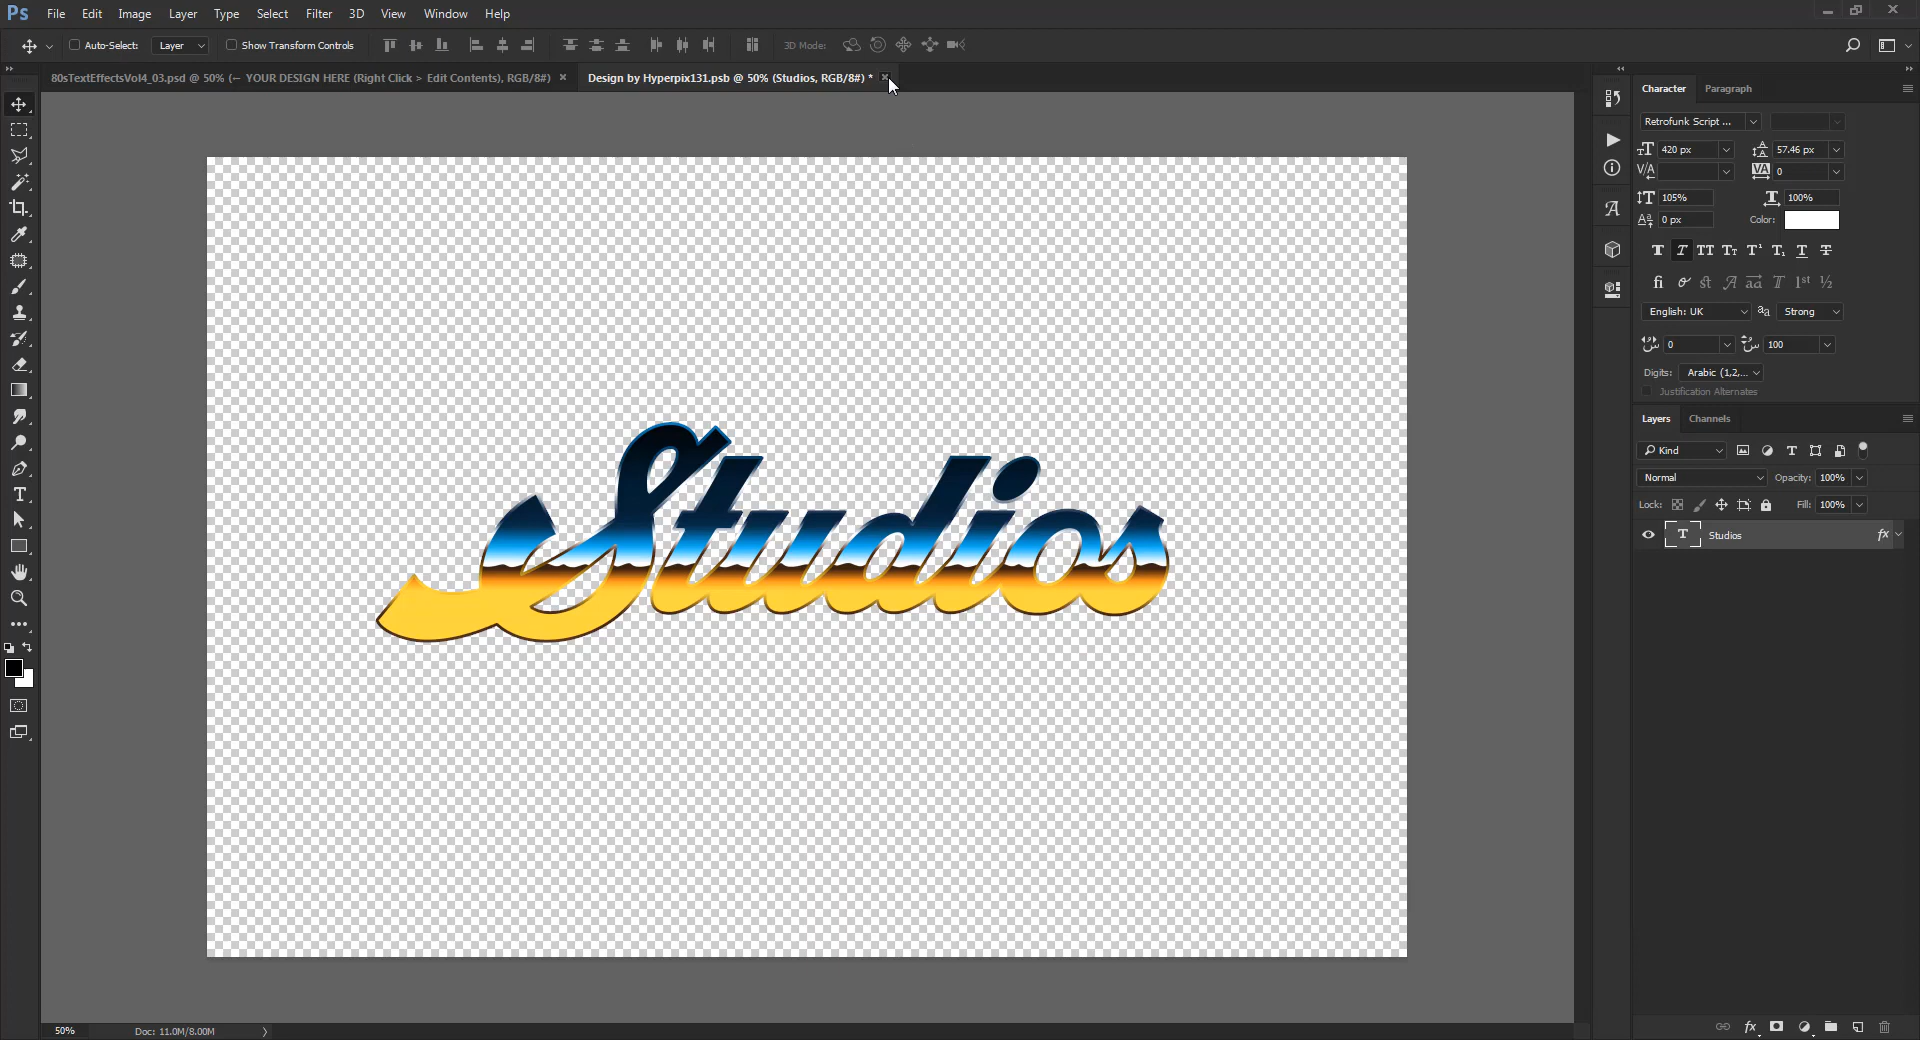 Ps File Edit Image Layer Type Select Filter 3D View Window Help
Auto-Select: Layer Show Transform Controls 3D Mode:
80sTextEffectsVol4_03.psd @ 50% (← YOUR DESIGN HERE (Right Click > Edit Contents), RGB/8#) ×
Design by Hyperpix131.psb @ 50% (Studios, RGB/8#) * ×
Character Paragraph
Retrofunk Script ...
420 px 57.46 px
0
105% 100%
0 px Color:
English: UK aa Strong
0 100
Digits: Arabic (1,2,...
Justification Alternates
Layers Channels
Kind
Normal Opacity: 100%
Lock: Fill: 100%
T Studios fx
Studios
50% Doc: 11.0M/8.00M